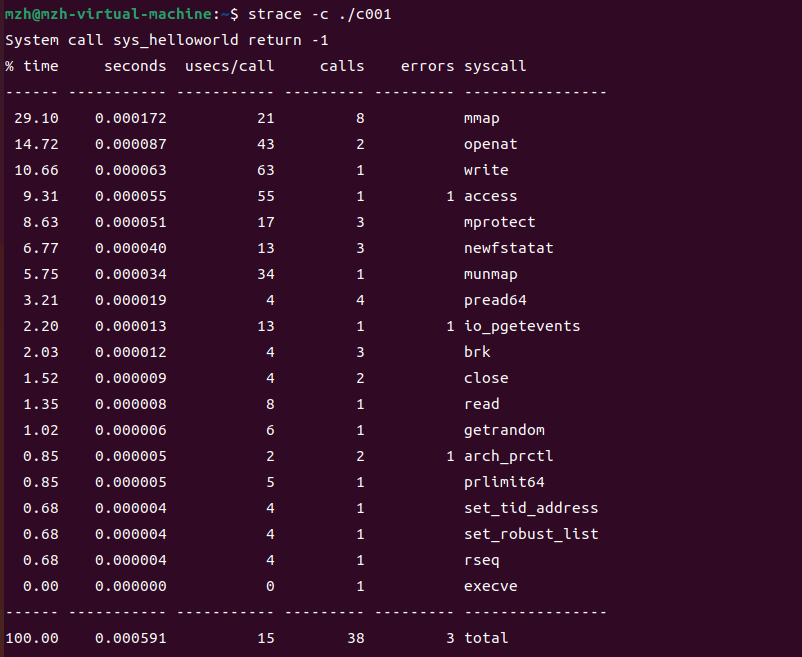 mzh@mzh-virtual-machine:~$ strace -c ./c001
System call sys_helloworld return -1
% time     seconds  usecs/call     calls    errors syscall
------ ----------- ----------- --------- --------- ----------------
 29.10    0.000172          21         8           mmap
 14.72    0.000087          43         2           openat
 10.66    0.000063          63         1           write
  9.31    0.000055          55         1         1 access
  8.63    0.000051          17         3           mprotect
  6.77    0.000040          13         3           newfstatat
  5.75    0.000034          34         1           munmap
  3.21    0.000019           4         4           pread64
  2.20    0.000013          13         1         1 io_pgetevents
  2.03    0.000012           4         3           brk
  1.52    0.000009           4         2           close
  1.35    0.000008           8         1           read
  1.02    0.000006           6         1           getrandom
  0.85    0.000005           2         2         1 arch_prctl
  0.85    0.000005           5         1           prlimit64
  0.68    0.000004           4         1           set_tid_address
  0.68    0.000004           4         1           set_robust_list
  0.68    0.000004           4         1           rseq
  0.00    0.000000           0         1           execve
------ ----------- ----------- --------- --------- ----------------
100.00    0.000591          15        38         3 total